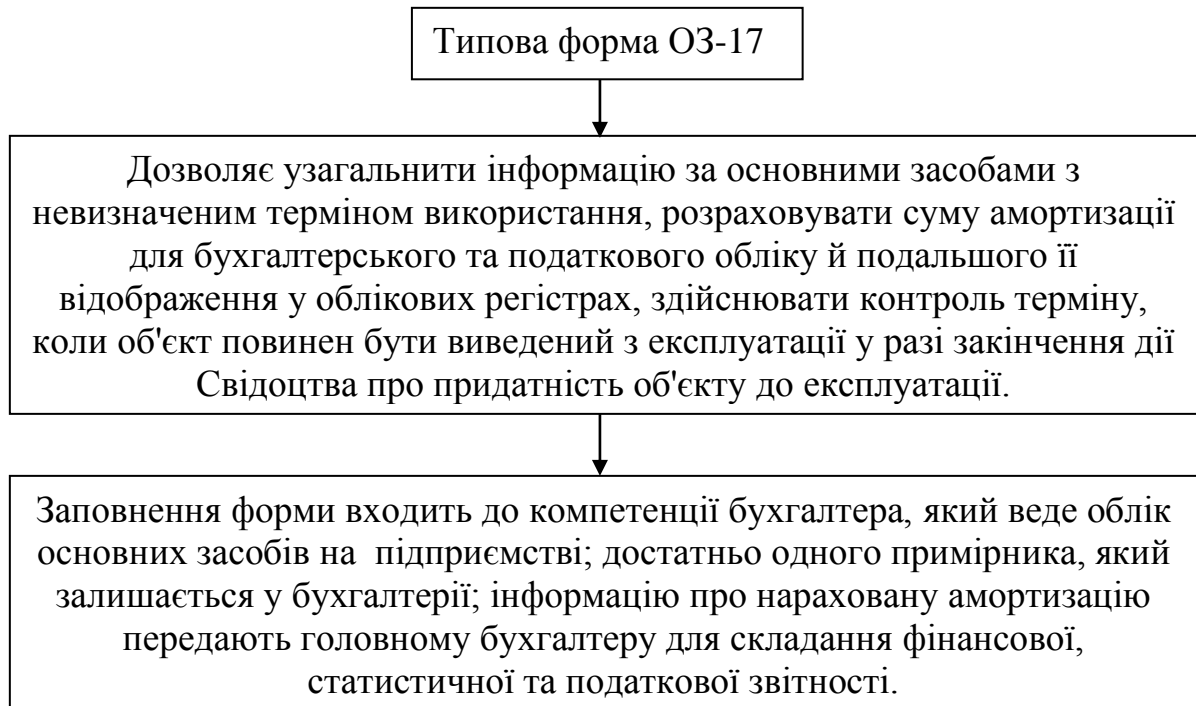 Типова форма ОЗ-17
Дозволяє узагальнити інформацію за основними засобами з
невизначеним терміном використання, розраховувати суму амортизації
для бухгалтерського та податкового обліку й подальшого її
відображення у облікових регістрах, здійснювати контроль терміну,
коли об'єкт повинен бути виведений з експлуатації у разі закінчення дії
Свідоцтва про придатність об'єкту до експлуатації.
Заповнення форми входить до компетенції бухгалтера, який веде облік
основних засобів на підприємстві; достатньо одного примірника, який
залишається у бухгалтерії; інформацію про нараховану амортизацію
передають головному бухгалтеру для складання фінансової,
статистичної та податкової звітності.